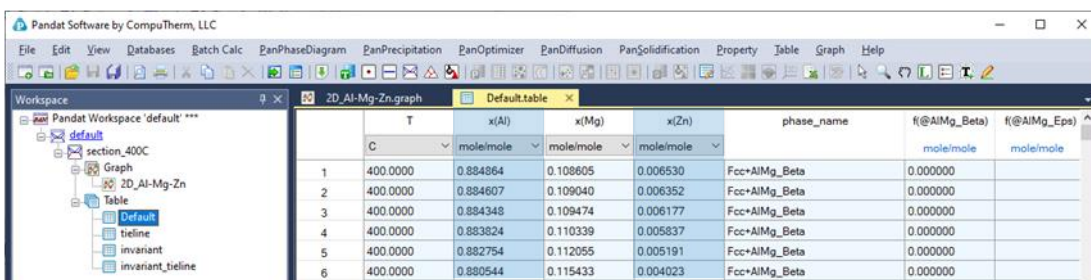 Pandat Software by CompuTherm, LLC
File Edit View Databases Batch Calc PanPhaseDiagram PanPrecipitation PanOptimizer PanDiffusion PanSolidification Property Table Graph Help
Workspace
Pandat Workspace 'default' ***
default
section_400C
Graph
2D_Al-Mg-Zn
Table
Default
tieline
invariant
invariant_tieline
2D_Al-Mg-Zn.graph Default.table
T x(Al) x(Mg) x(Zn) phase_name f(@AlMg_Beta) f(@AlMg_Eps)
C mole/mole mole/mole mole/mole mole/mole mole/mole
1 400.0000 0.884864 0.108605 0.006530 Fcc+AlMg_Beta 0.000000
2 400.0000 0.884607 0.109040 0.006352 Fcc+AlMg_Beta 0.000000
3 400.0000 0.884348 0.109474 0.006177 Fcc+AlMg_Beta 0.000000
4 400.0000 0.883824 0.110339 0.005837 Fcc+AlMg_Beta 0.000000
5 400.0000 0.882754 0.112055 0.005191 Fcc+AlMg_Beta 0.000000
6 400.0000 0.880544 0.115433 0.004023 Fcc+AlMg_Beta 0.000000